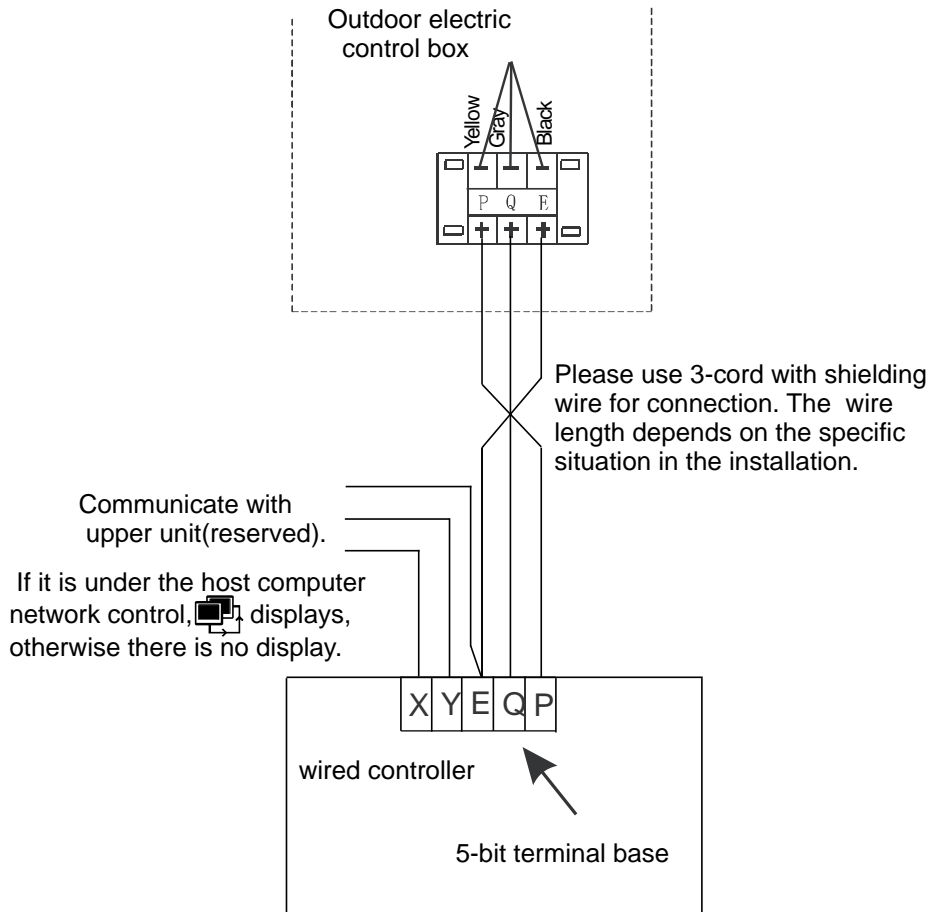 Outdoor electric
control box
Yellow
Gray
Black
P Q E
Please use 3-cord with shielding
wire for connection. The wire
length depends on the specific
situation in the installation.
Communicate with
upper unit(reserved).
If it is under the host computer
network control, displays,
otherwise there is no display.
X Y E Q P
wired controller
5-bit terminal base